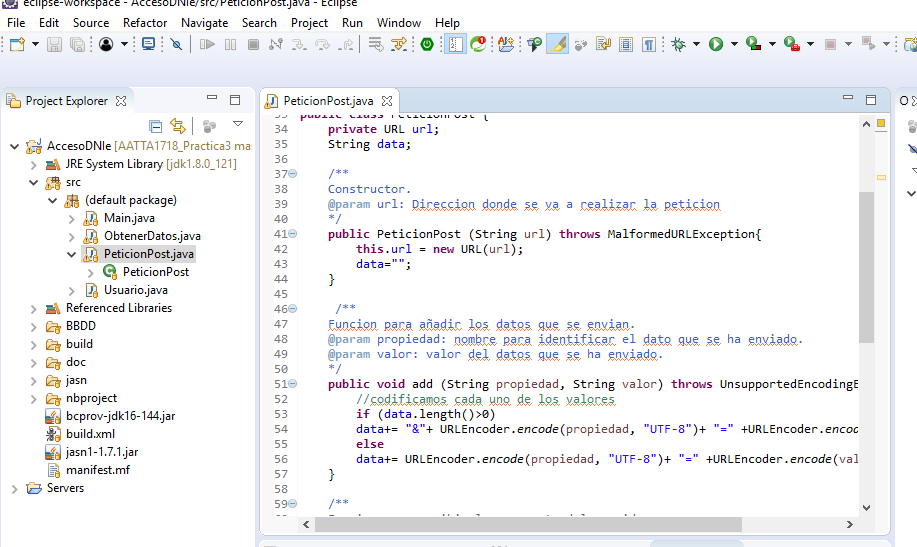 eclipse-workspace - AccesoDNIe/src/PeticionPost.java - Eclipse
File Edit Source Refactor Navigate Search Project Run Window Help
Project Explorer
AccesoDNIe [AATTA1718_Practica3 ma
JRE System Library [jdk1.8.0_121]
src
(default package)
Main.java
ObtenerDatos.java
PeticionPost.java
PeticionPost
Usuario.java
Referenced Libraries
BBDD
build
doc
jasn
nbproject
bcprov-jdk16-144.jar
build.xml
jasn1-1.7.1.jar
manifest.mf
Servers
PeticionPost.java
33 public class PeticionPost {
34 private URL url;
35 String data;
36
37 /**
38 Constructor.
39 @param url: Direccion donde se va a realizar la peticion
40 */
41 public PeticionPost (String url) throws MalformedURLException{
42 this.url = new URL(url);
43 data="";
44 }
45
46 /**
47 Funcion para añadir los datos que se envian.
48 @param propiedad: nombre para identificar el dato que se ha enviado.
49 @param valor: valor del datos que se ha enviado.
50 */
51 public void add (String propiedad, String valor) throws UnsupportedEncodingE
52 //codificamos cada uno de los valores
53 if (data.length()>0)
54 data+= "&"+ URLEncoder.encode(propiedad, "UTF-8")+ "=" +URLEncoder.enco
55 else
56 data+= URLEncoder.encode(propiedad, "UTF-8")+ "=" +URLEncoder.encode(val
57 }
58
59 /**
O